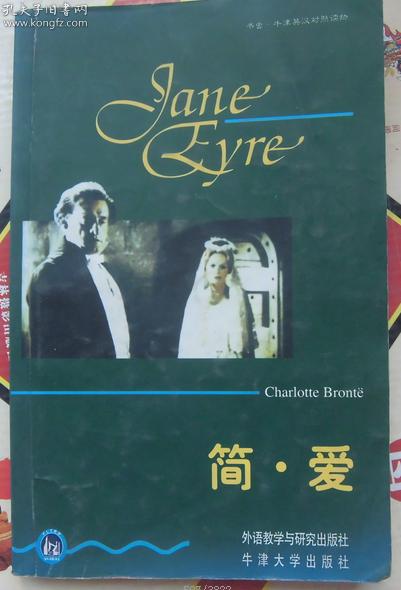 孔夫子旧书网
www.kongfz.com
书虫·牛津英汉对照读物
Jane
Eyre
Charlotte Brontë
简·爱
外语教学与研究出版社
牛津大学出版社